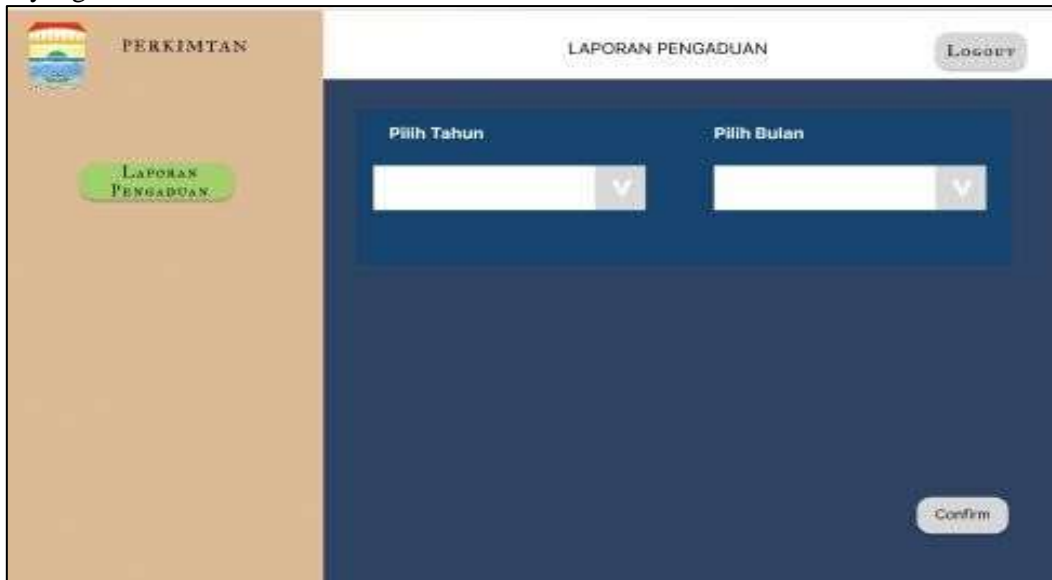 PERKIMTAN
LAPORAN PENGADUAN
LOGOUT
Pilih Tahun
Pilih Bulan
V
V
LAPORAN
PENGADUAN
Confirm